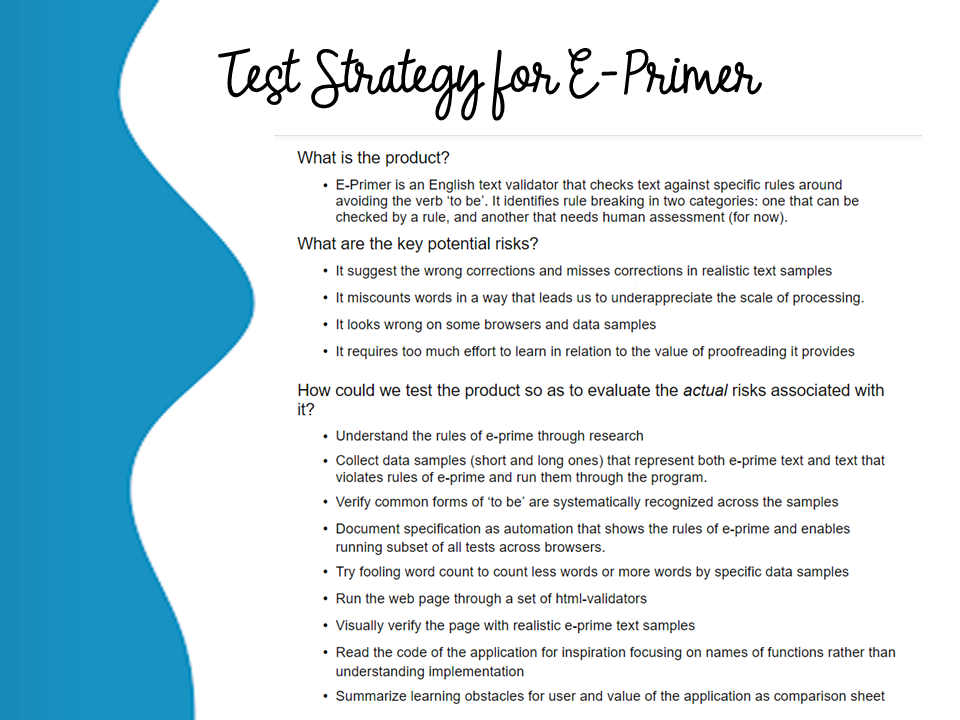 Test Strategy for E-Primer
What is the product?
• E-Primer is an English text validator that checks text against specific rules around
avoiding the verb ‘to be’. It identifies rule breaking in two categories: one that can be
checked by a rule, and another that needs human assessment (for now).
What are the key potential risks?
• It suggest the wrong corrections and misses corrections in realistic text samples
• It miscounts words in a way that leads us to underappreciate the scale of processing.
• It looks wrong on some browsers and data samples
• It requires too much effort to learn in relation to the value of proofreading it provides
How could we test the product so as to evaluate the actual risks associated with
it?
• Understand the rules of e-prime through research
• Collect data samples (short and long ones) that represent both e-prime text and text that
violates rules of e-prime and run them through the program.
• Verify common forms of ‘to be’ are systematically recognized across the samples
• Document specification as automation that shows the rules of e-prime and enables
running subset of all tests across browsers.
• Try fooling word count to count less words or more words by specific data samples
• Run the web page through a set of html-validators
• Visually verify the page with realistic e-prime text samples
• Read the code of the application for inspiration focusing on names of functions rather than
understanding implementation
• Summarize learning obstacles for user and value of the application as comparison sheet